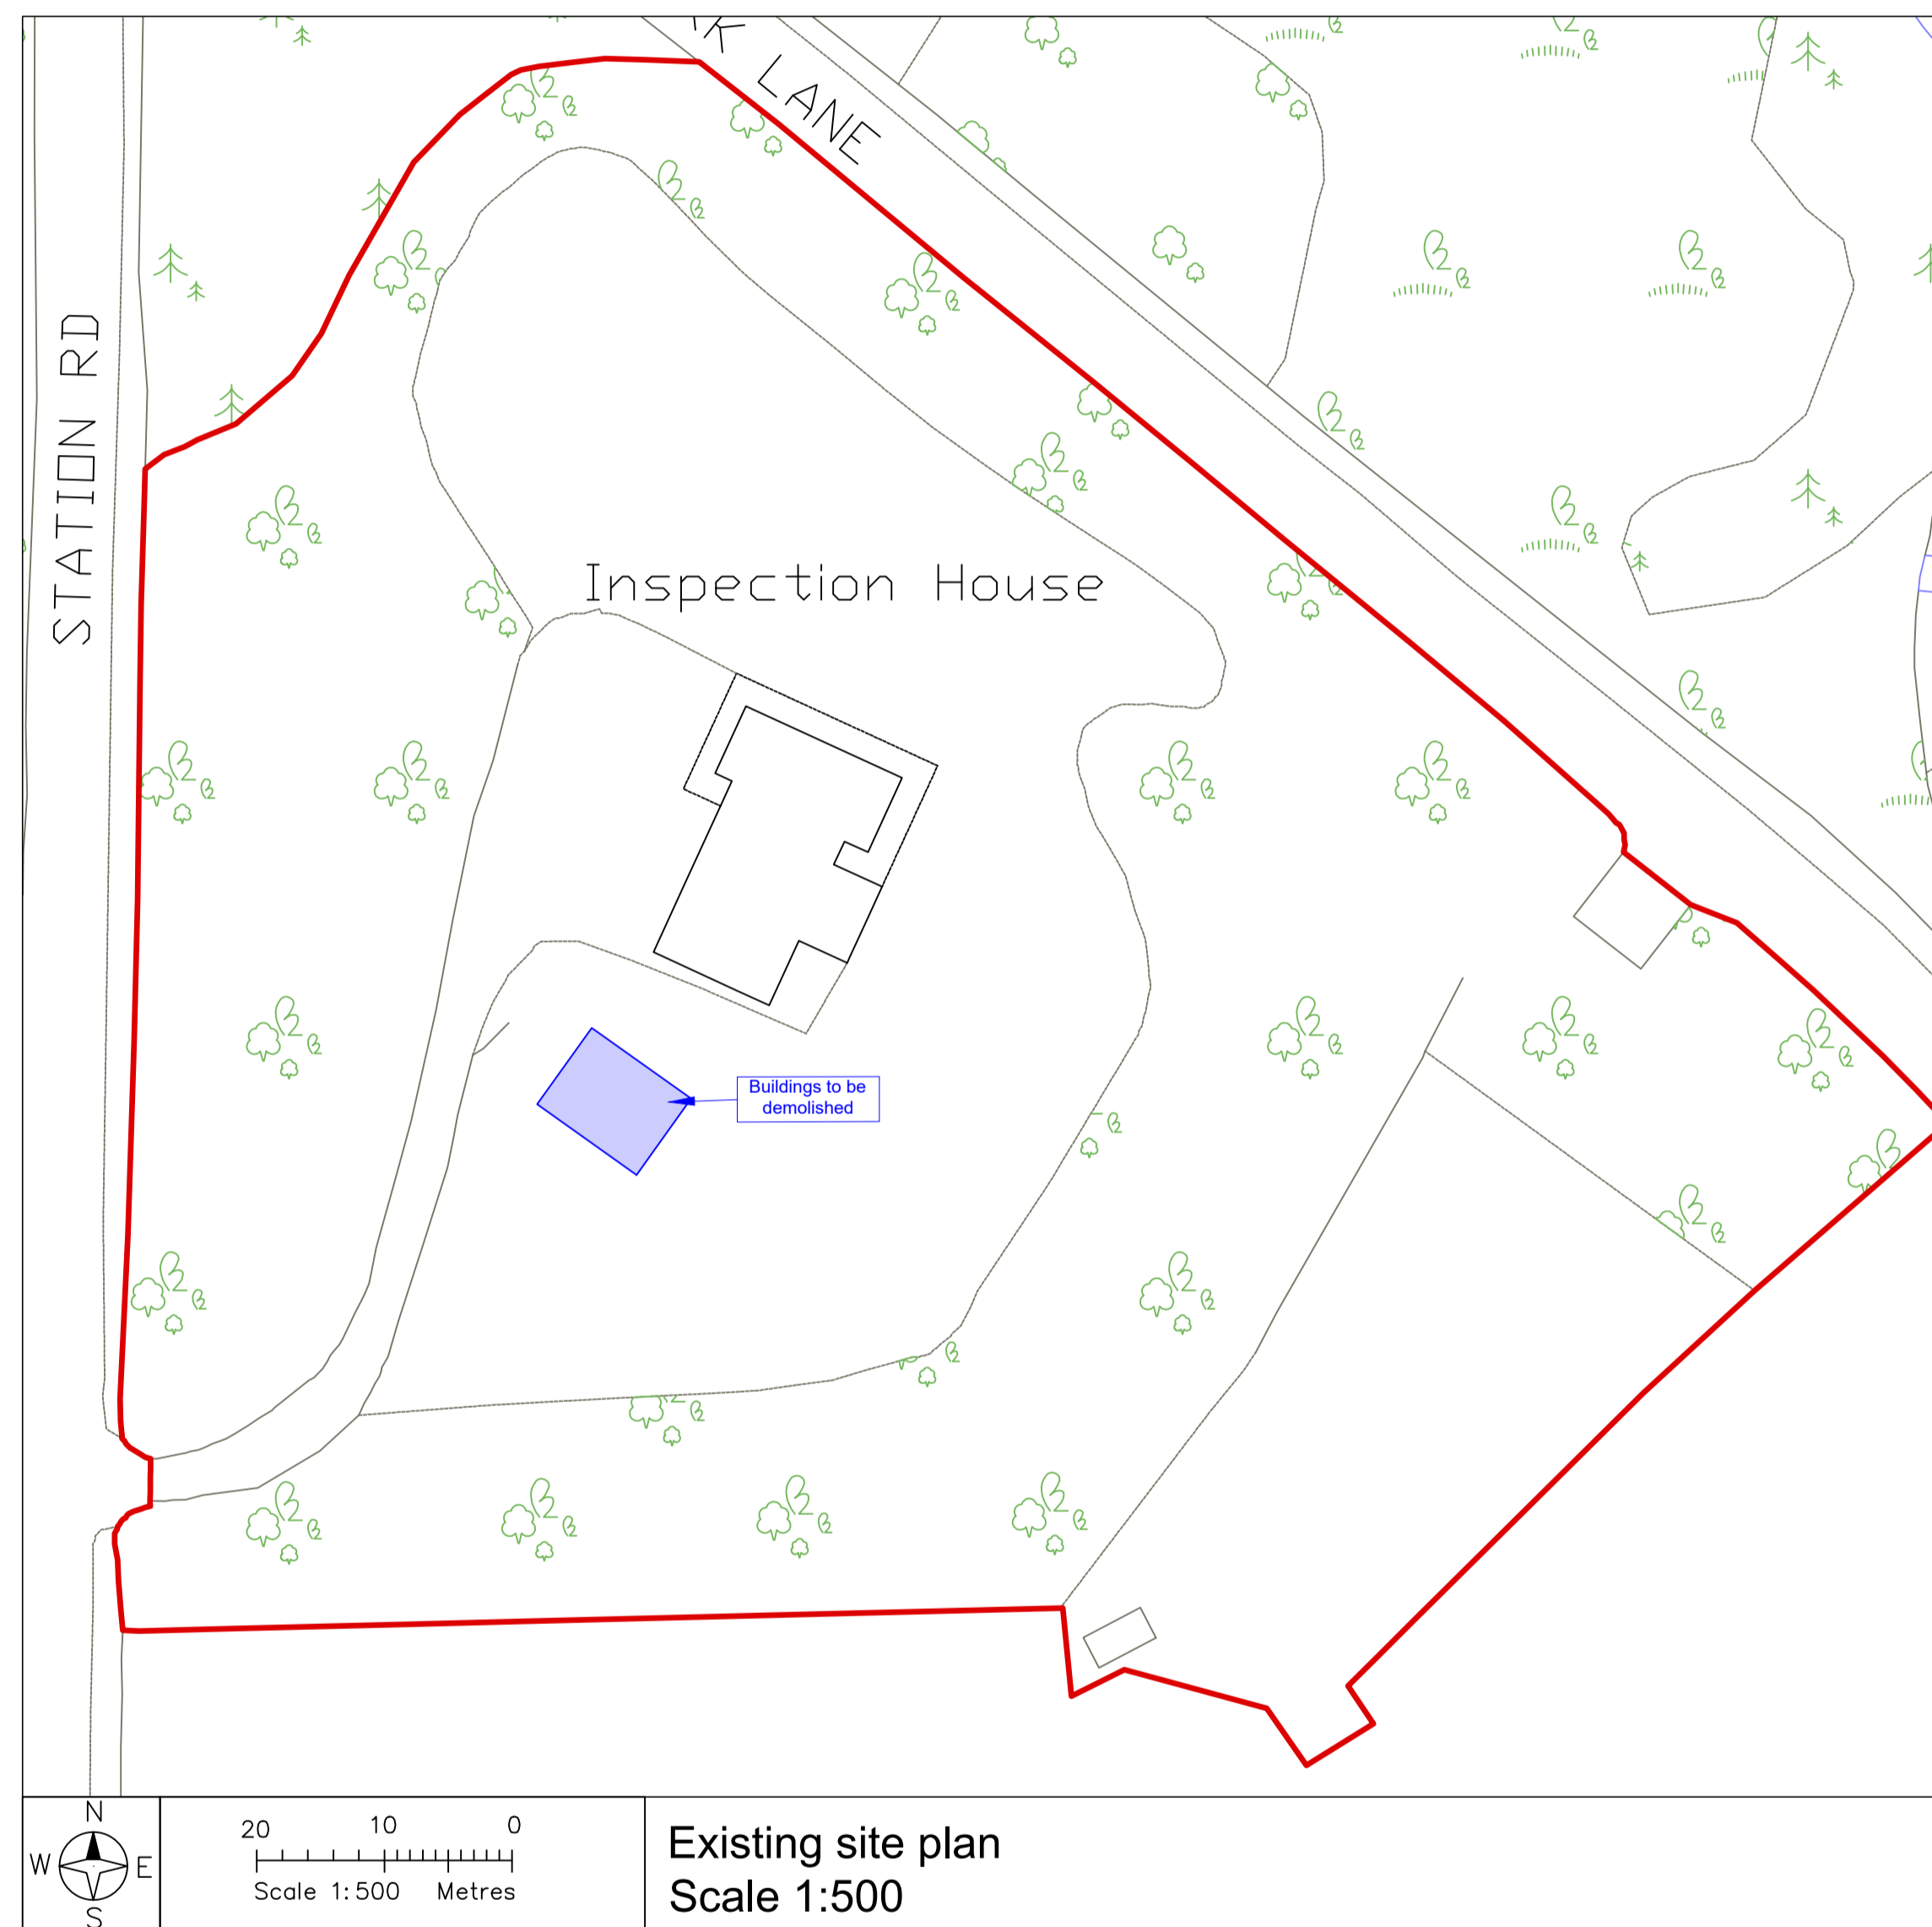 LANE
STATION RD
Inspection House
Buildings to be
demolished
N
W E
S
20 10 0
Scale 1:500 Metres
Existing site plan
Scale 1:500